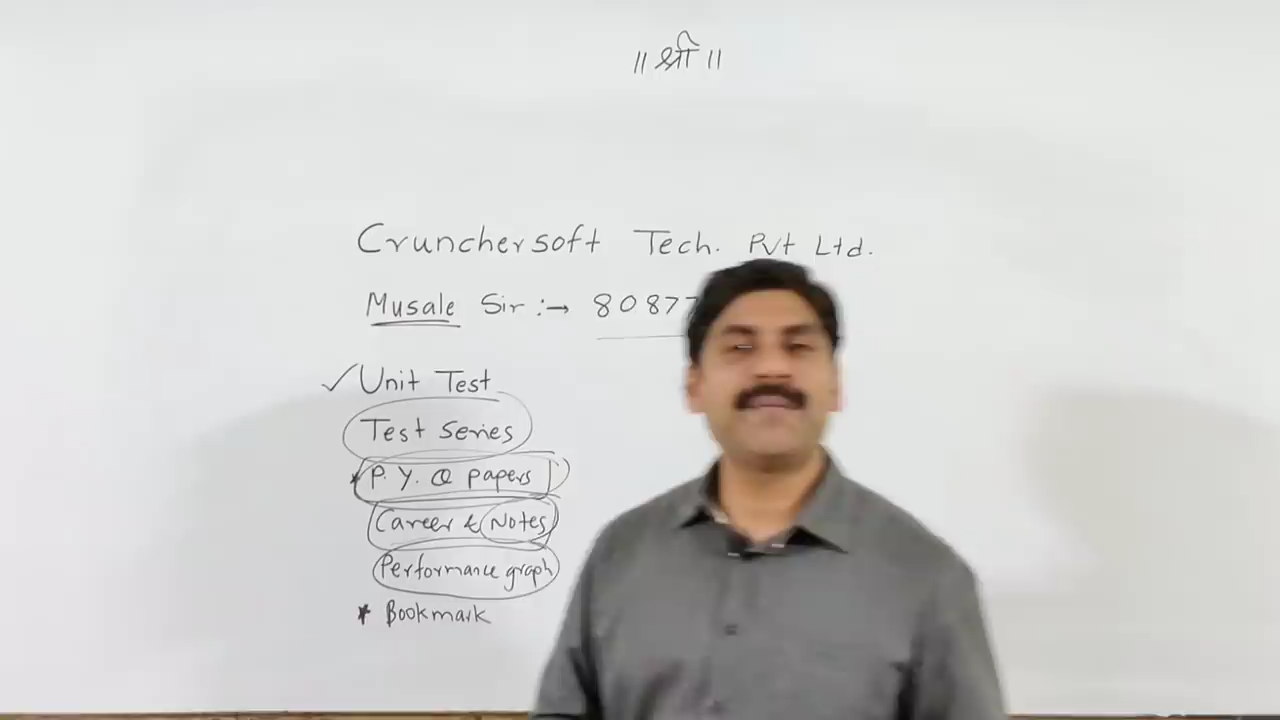 ॥ श्री ॥
Crunchersoft Tech. Pvt Ltd.
Musale Sir :→ 80877
✓ Unit Test
Test Series
* P. Y. Q papers
Career & Notes
Performance graph
* Bookmark